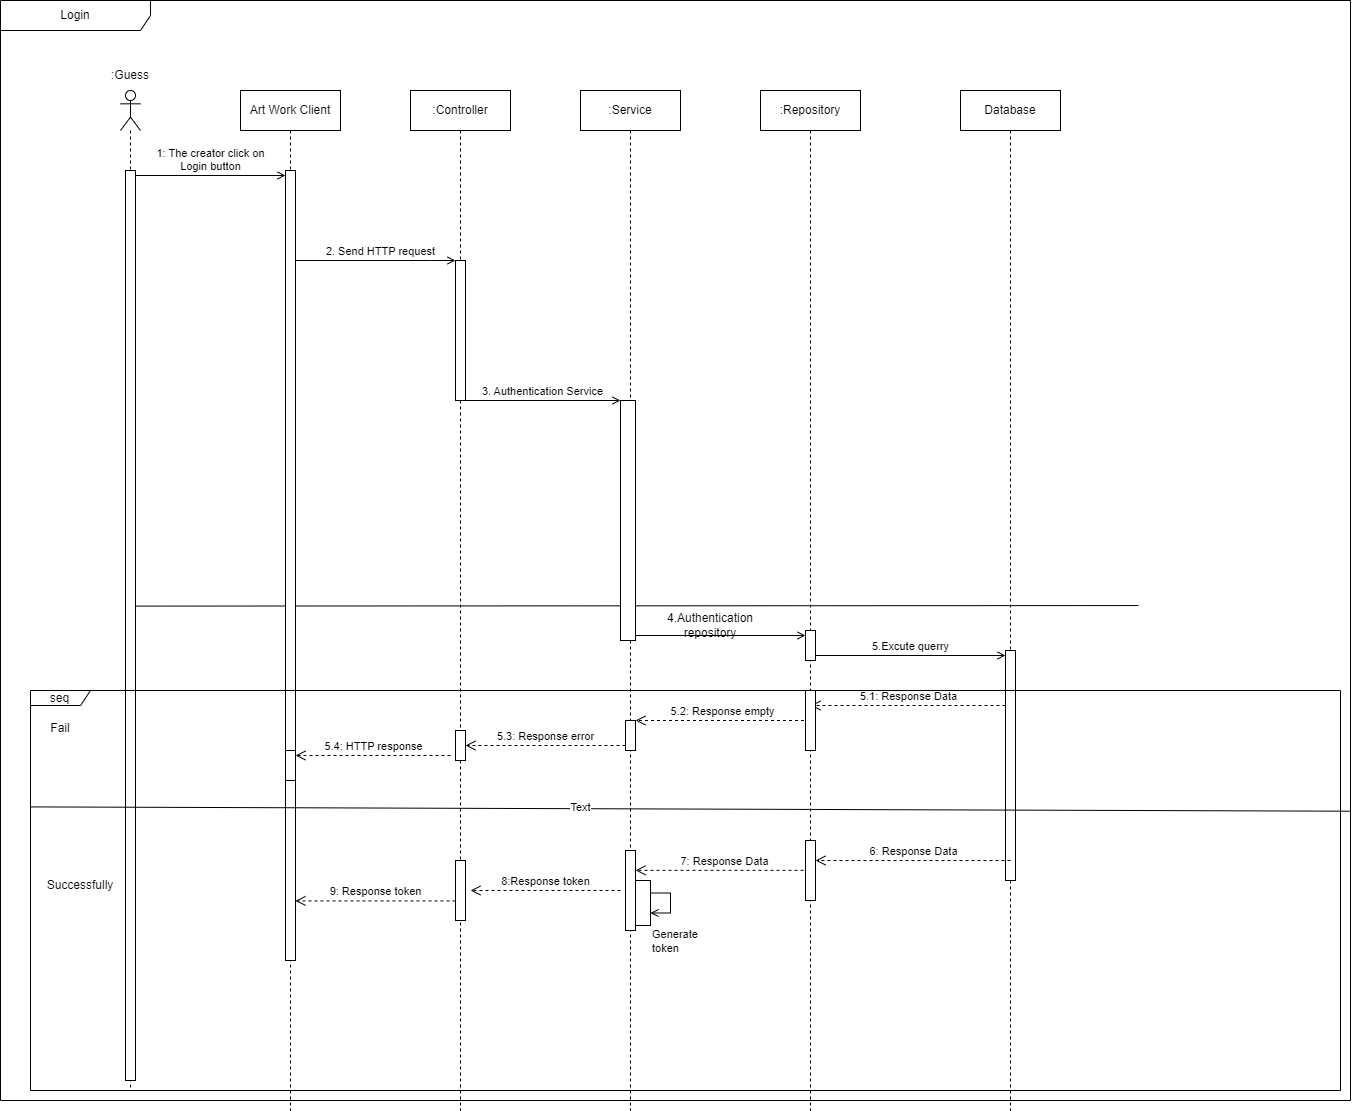 Login
:Guess
Art Work Client
:Controller
:Service
:Repository
Database
1: The creator click on
Login button
2. Send HTTP request
3. Authentication Service
4.Authentication
repository
5.Excute querry
seq
5.1: Response Data
5.2: Response empty
Fail
5.3: Response error
5.4: HTTP response
Text
6: Response Data
7: Response Data
8:Response token
Successfully
9: Response token
Generate
token